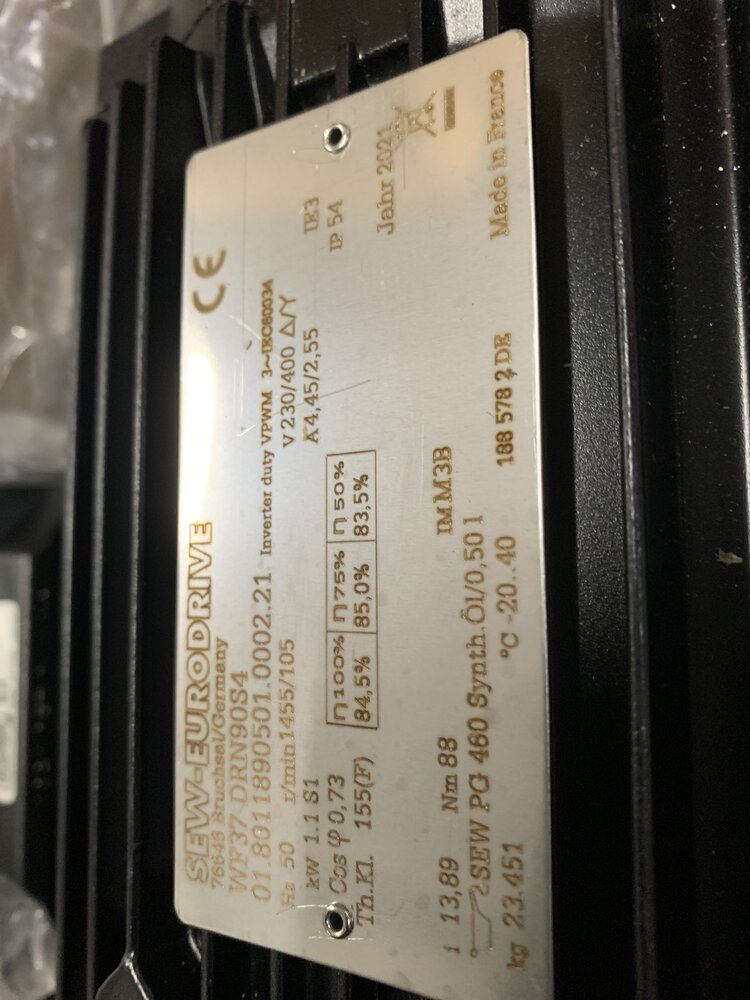 SEW-EURODRIVE CE
76646 Bruchsal/Germany
WF37 DRN90S4
01.8011890501.0002.21 Inverter duty VPWM 3~IEC60034
Hz 50 r/min 1455/105 V 230/400 Δ/Y IE3
kW 1.1 S1 A 4,45/2,55 IP 54
Cos φ 0,73 η100% η75% η50%
Th.Kl. 155(F) 84,5% 85,0% 83,5% Jahr 2021
i 13,89 Nm 88 IM M3B
SEW PG 460 Synth.Öl/0,50 l
kg 23.451 °C -20..40 188 578 2 DE Made in France